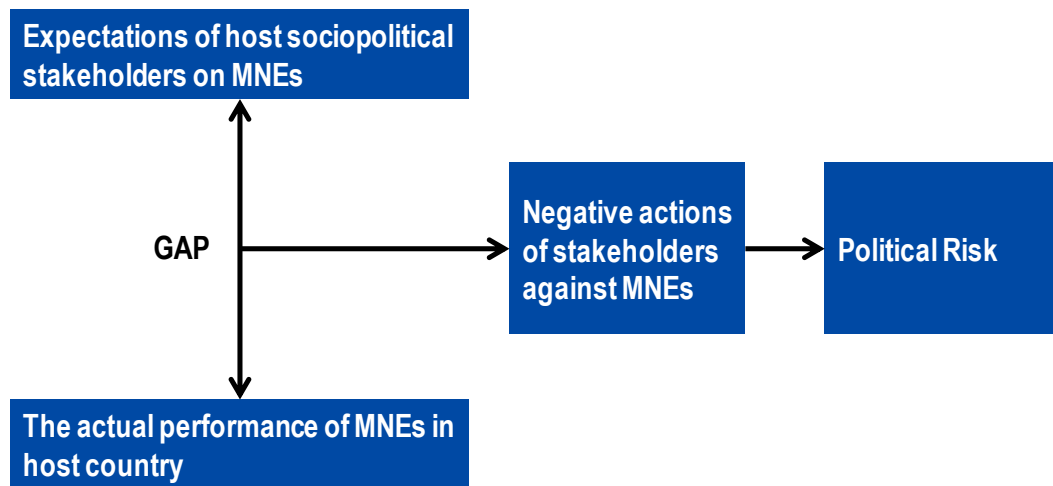 Expectations of host sociopolitical
stakeholders on MNEs
GAP
Negative actions
of stakeholders
against MNEs
Political Risk
The actual performance of MNEs in
host country